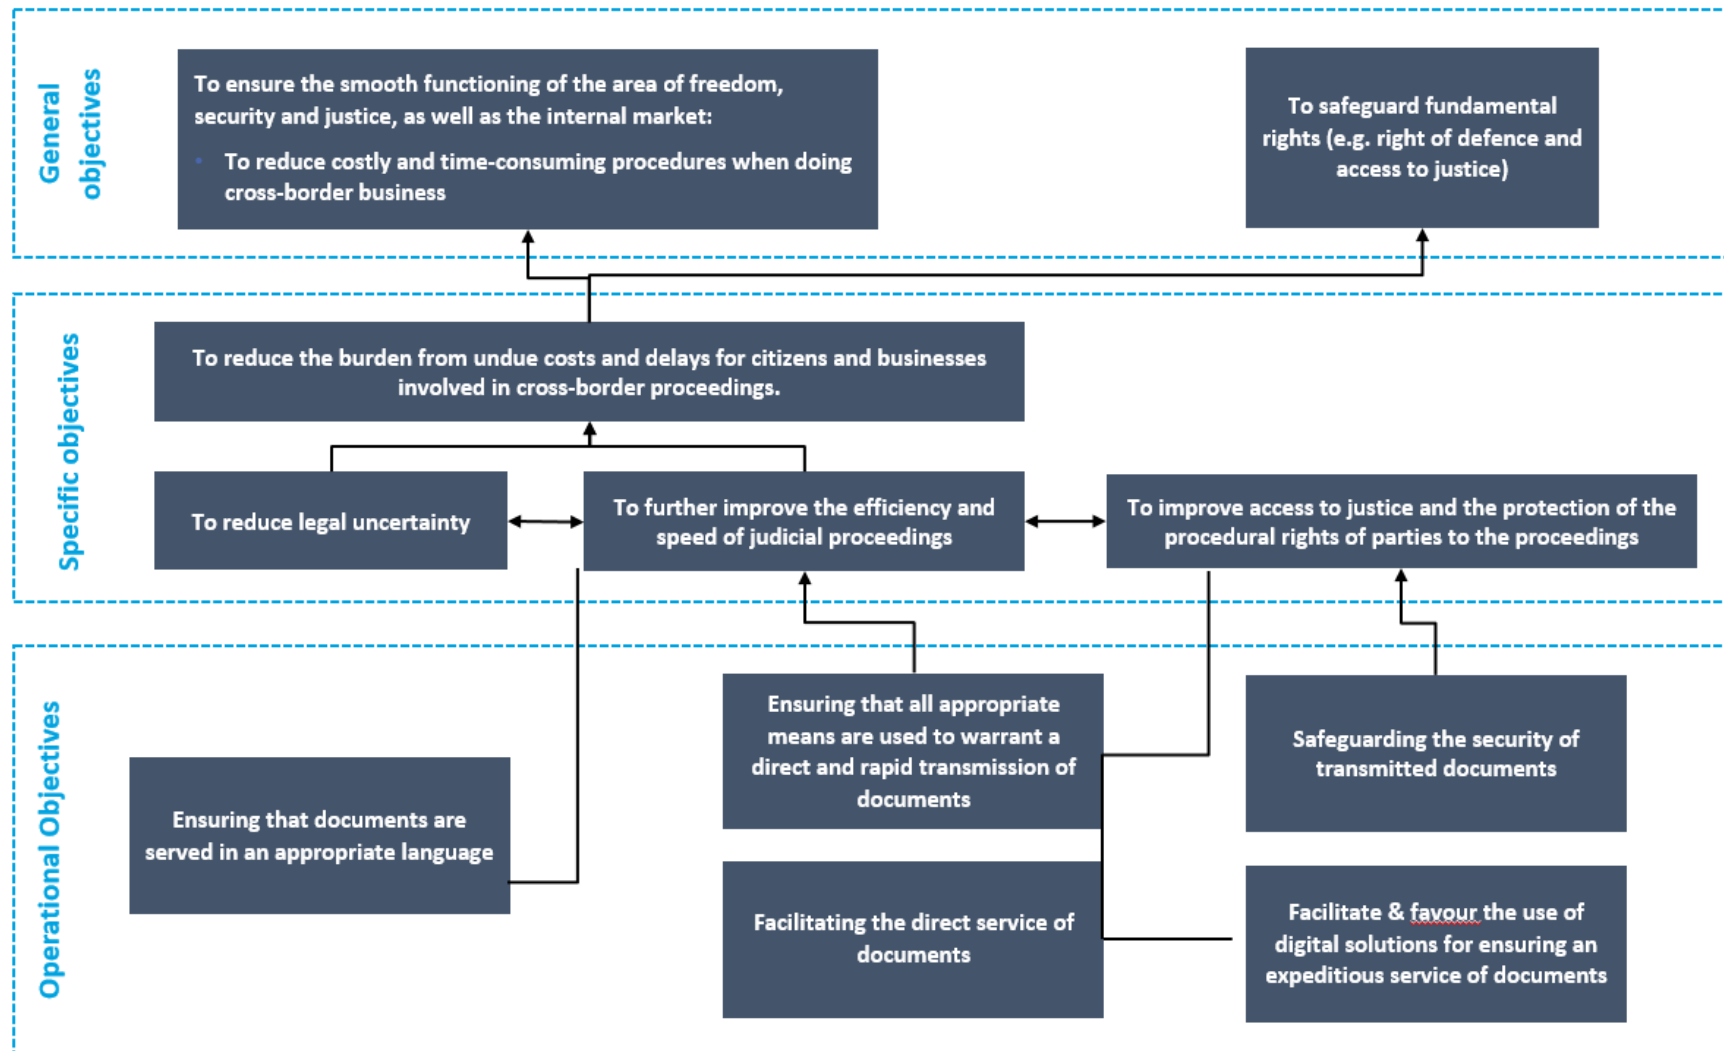 General
objectives
To ensure the smooth functioning of the area of freedom,
security and justice, as well as the internal market:
• To reduce costly and time-consuming procedures when doing
cross-border business
To safeguard fundamental
rights (e.g. right of defence and
access to justice)
Specific objectives
To reduce the burden from undue costs and delays for citizens and businesses
involved in cross-border proceedings.
To reduce legal uncertainty
To further improve the efficiency and
speed of judicial proceedings
To improve access to justice and the protection of the
procedural rights of parties to the proceedings
Operational Objectives
Ensuring that documents are
served in an appropriate language
Ensuring that all appropriate
means are used to warrant a
direct and rapid transmission of
documents
Safeguarding the security of
transmitted documents
Facilitating the direct service of
documents
Facilitate & favour the use of
digital solutions for ensuring an
expeditious service of documents